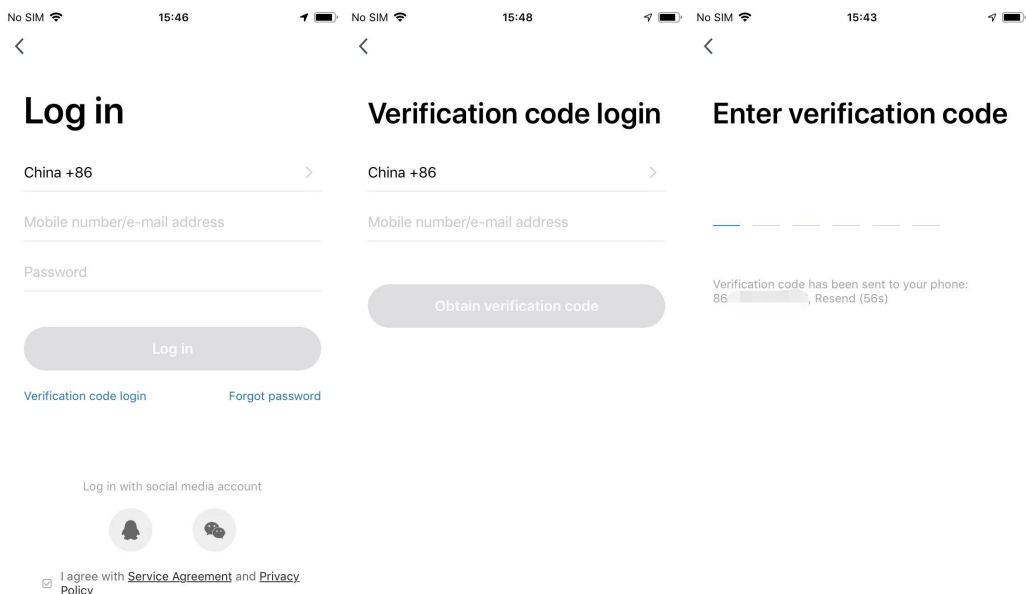 No SIM 15:46
Log in
China +86
Mobile number/e-mail address
Password
Log in
Verification code login Forgot password
Log in with social media account
I agree with Service Agreement and Privacy
Policy
No SIM 15:48
Verification code login
China +86
Mobile number/e-mail address
Obtain verification code
No SIM 15:43
Enter verification code
Verification code has been sent to your phone:
86 , Resend (56s)